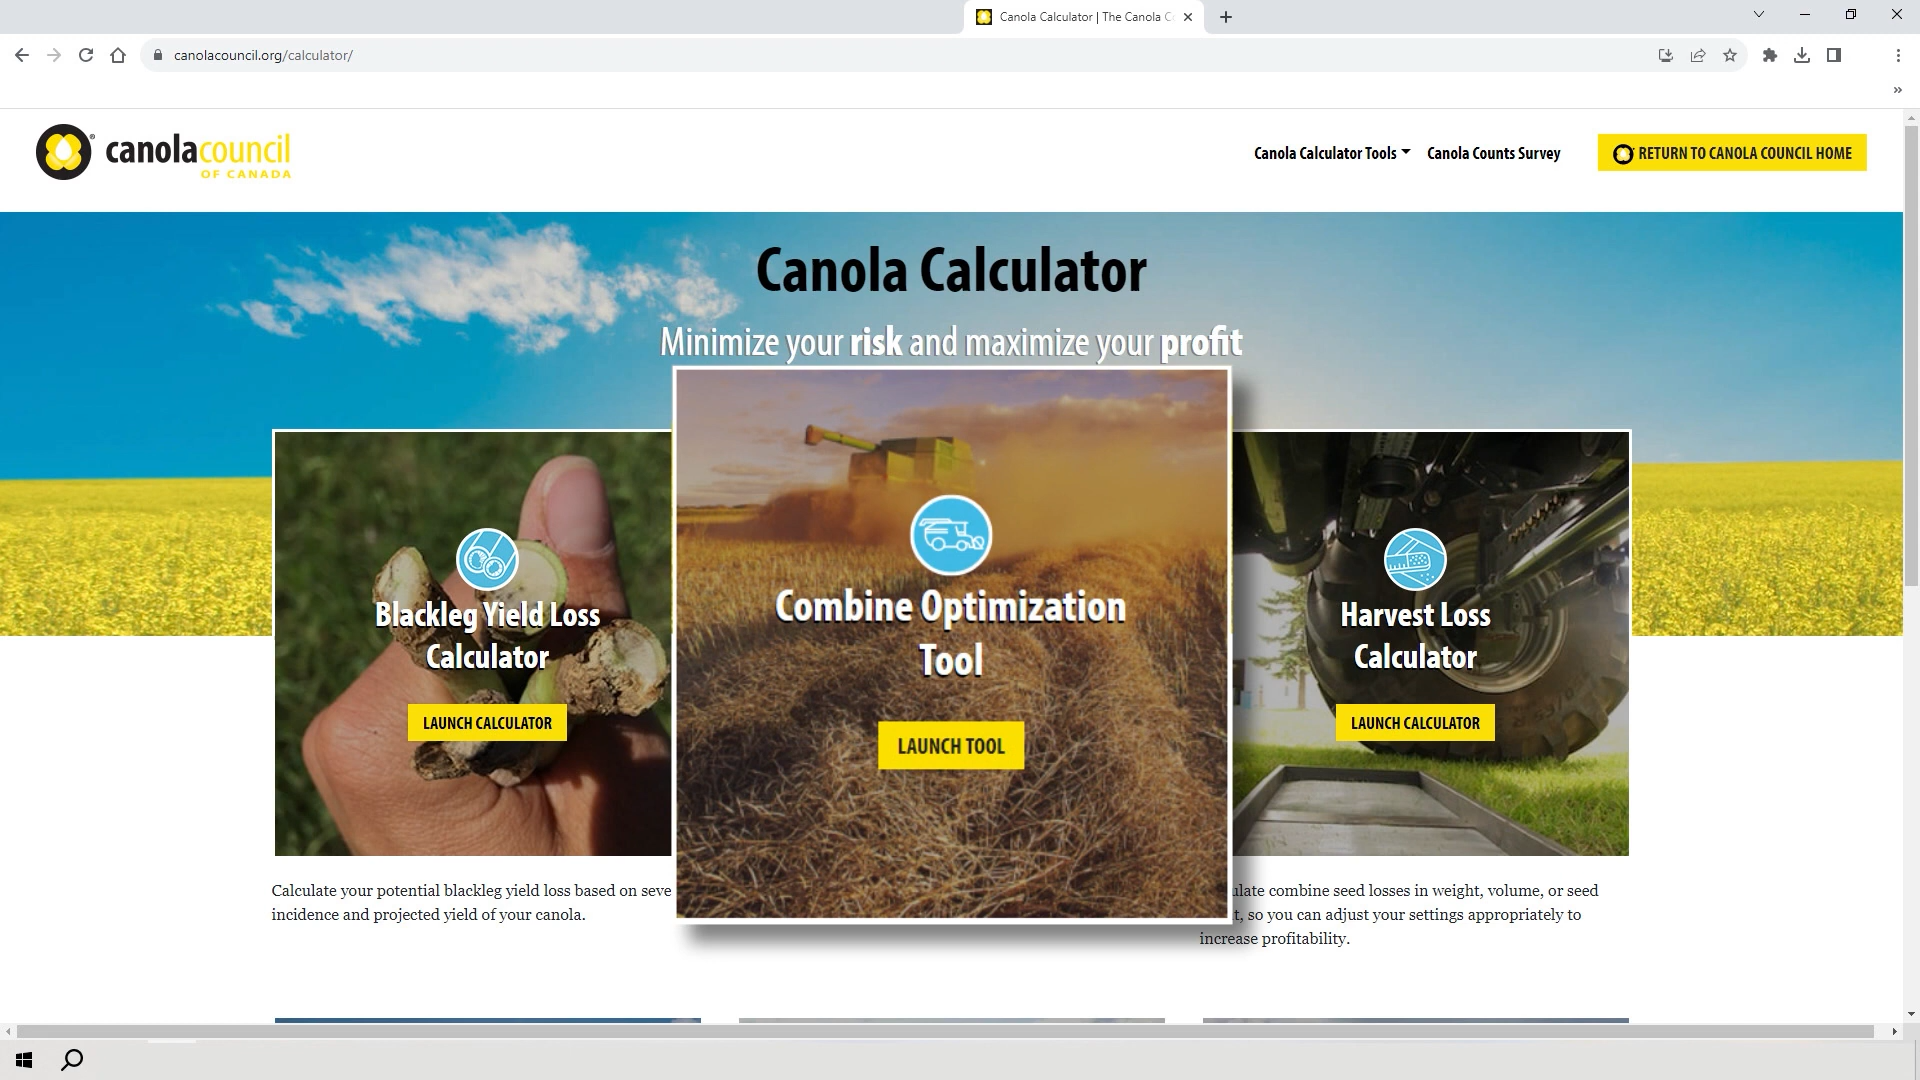 Canola Calculator | The Canola C
canolacouncil.org/calculator/
canolacouncil
OF CANADA
Canola Calculator Tools
Canola Counts Survey
RETURN TO CANOLA COUNCIL HOME
Canola Calculator
Minimize your risk and maximize your profit
Blackleg Yield Loss
Calculator
LAUNCH CALCULATOR
Calculate your potential blackleg yield loss based on seve
incidence and projected yield of your canola.
Combine Optimization
Tool
LAUNCH TOOL
Harvest Loss
Calculator
LAUNCH CALCULATOR
ulate combine seed losses in weight, volume, or seed
t, so you can adjust your settings appropriately to
increase profitability.